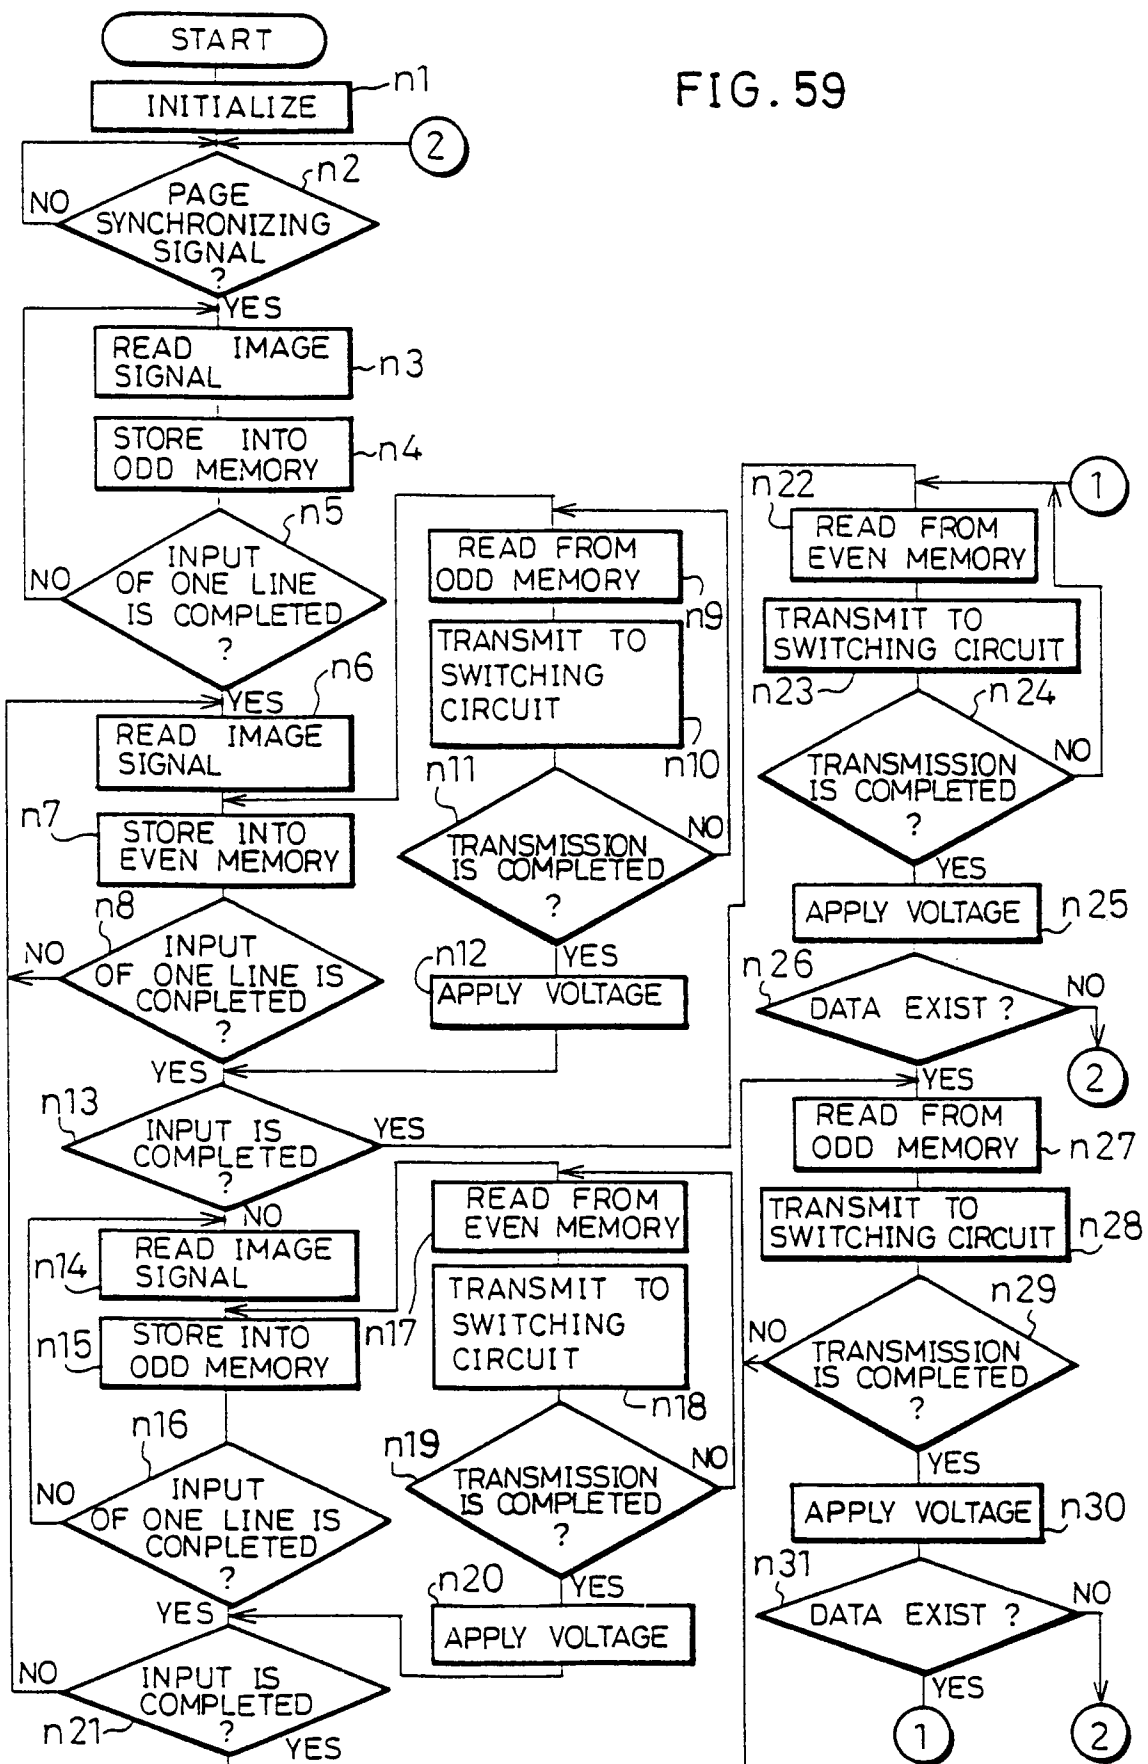 FIG. 59
START
INITIALIZE
n1
2
n2
PAGE
SYNCHRONIZING
SIGNAL
?
NO
YES
READ IMAGE
SIGNAL
n3
STORE INTO
ODD MEMORY
n4
n5
INPUT
OF ONE LINE
IS COMPLETED
?
NO
YES
n6
READ IMAGE
SIGNAL
n7
STORE INTO
EVEN MEMORY
n8
INPUT
OF ONE LINE IS
CONPLETED
?
NO
YES
READ FROM
ODD MEMORY
n9
TRANSMIT TO
SWITCHING
CIRCUIT
n10
n11
TRANSMISSION
IS COMPLETED
?
NO
YES
n12
APPLY VOLTAGE
n13
INPUT IS
COMPLETED
?
YES
NO
READ IMAGE
SIGNAL
n14
STORE INTO
ODD MEMORY
n15
n16
INPUT
OF ONE LINE IS
CONPLETED
?
NO
YES
READ FROM
EVEN MEMORY
n17
TRANSMIT TO
SWITCHING
CIRCUIT
n18
n19
TRANSMISSION
IS COMPLETED
?
NO
YES
n20
APPLY VOLTAGE
INPUT IS
COMPLETED
?
NO
n21
YES
1
n22
READ FROM
EVEN MEMORY
TRANSMIT TO
SWITCHING CIRCUIT
n23
n24
TRANSMISSION
IS COMPLETED
?
NO
YES
APPLY VOLTAGE
n25
n26
DATA EXIST ?
NO
2
YES
READ FROM
ODD MEMORY
n27
TRANSMIT TO
SWITCHING CIRCUIT
n28
n29
TRANSMISSION
IS COMPLETED
?
NO
YES
APPLY VOLTAGE
n30
n31
DATA EXIST ?
NO
YES
1
2